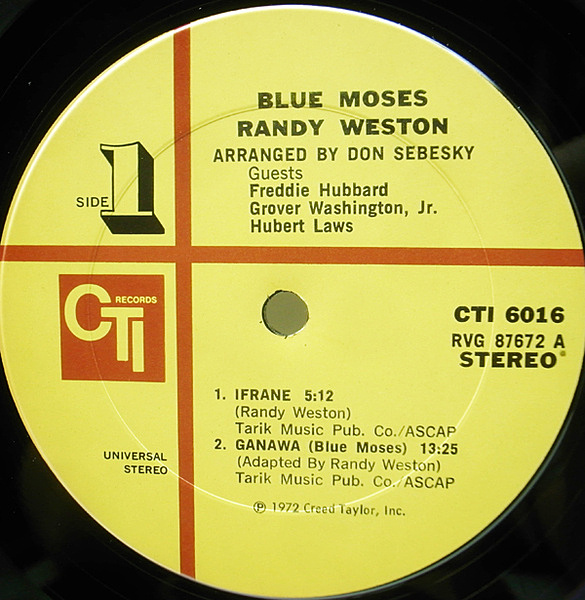 BLUE MOSES
RANDY WESTON
ARRANGED BY DON SEBESKY
Guests
Freddie Hubbard
Grover Washington, Jr.
Hubert Laws
SIDE 1
CTI RECORDS
CTI 6016
RVG 87672 A
STEREO
1. IFRANE 5:12
(Randy Weston)
Tarik Music Pub. Co./ASCAP
2. GANAWA (Blue Moses) 13:25
(Adapted By Randy Weston)
Tarik Music Pub. Co./ASCAP
UNIVERSAL
STEREO
℗ 1972 Creed Taylor, Inc.